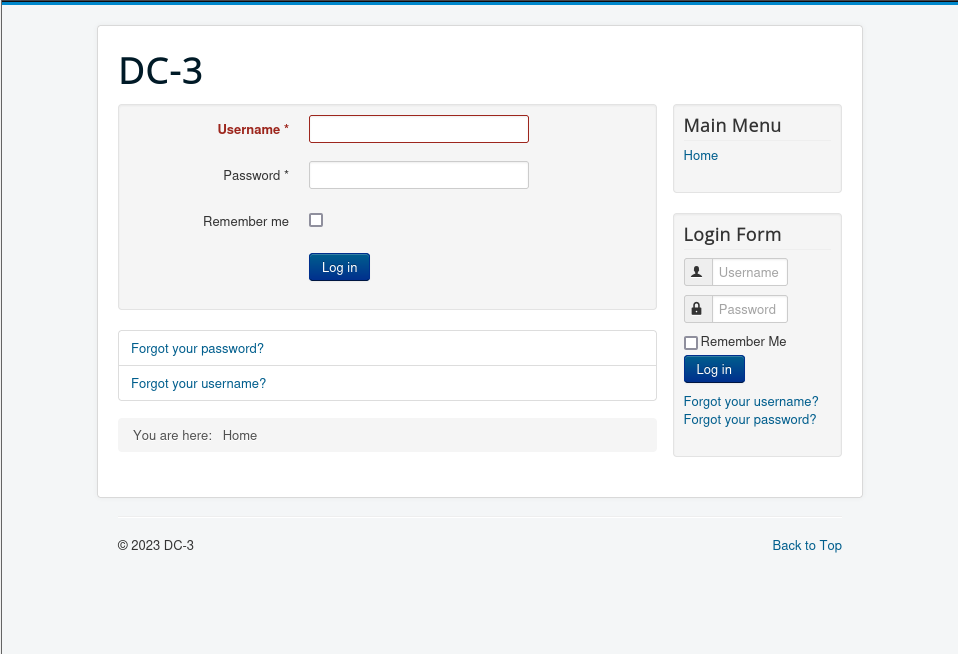 DC-3
Username *
Password *
Remember me
Log in
Forgot your password?
Forgot your username?
You are here: Home
Main Menu
Home
Login Form
Username
Password
Remember Me
Log in
Forgot your username?
Forgot your password?
© 2023 DC-3
Back to Top